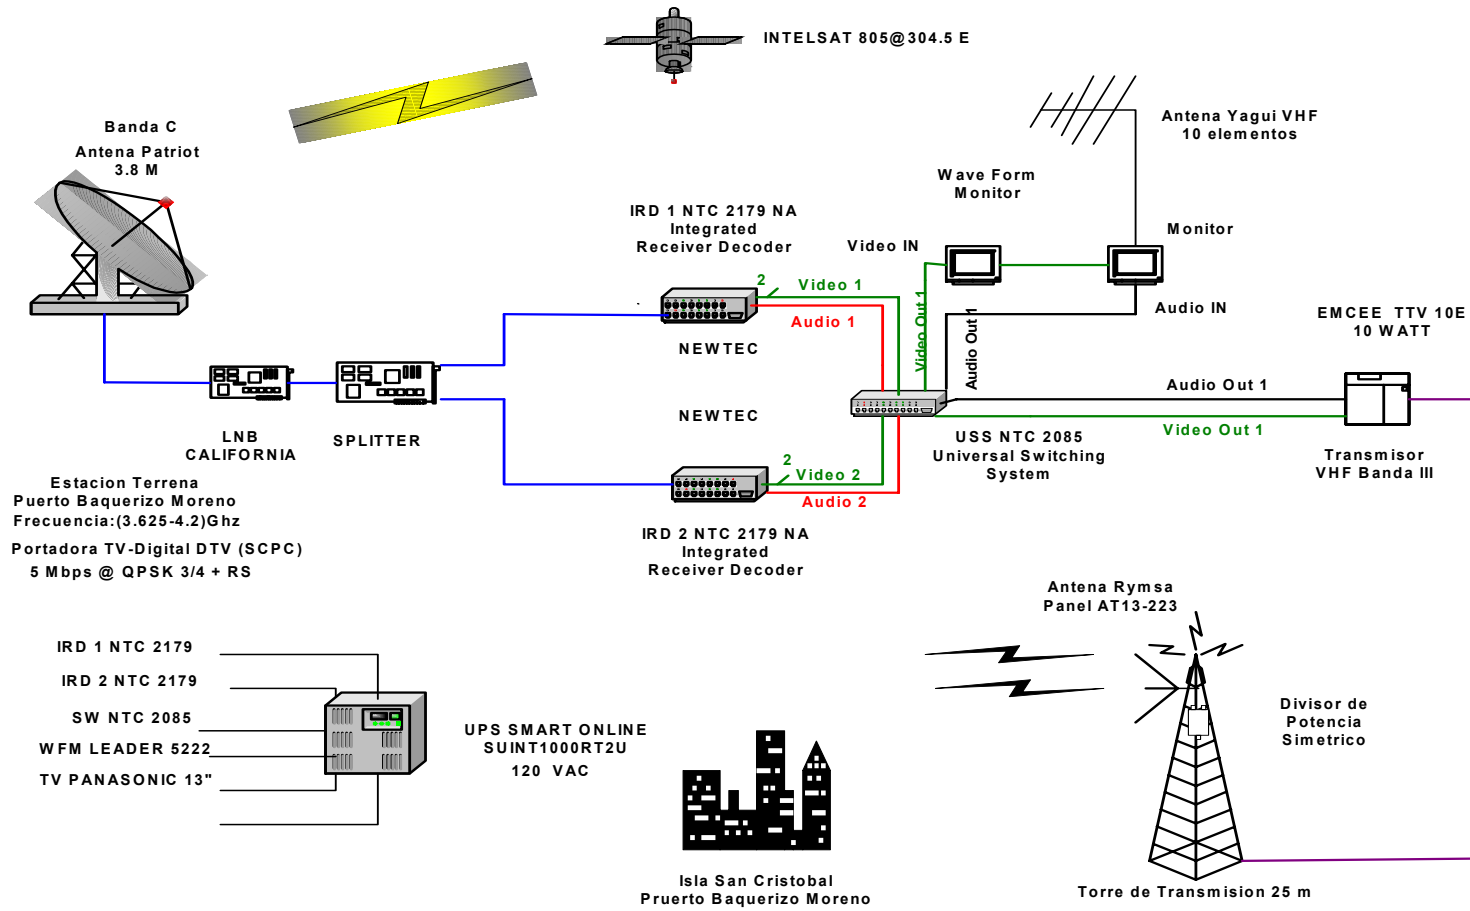 INTELSAT 805@304.5 E
Banda C
Antena Patriot
3.8 M
Antena Yagui VHF
10 elementos
Wave Form
Monitor
IRD 1 NTC 2179 NA
Integrated
Receiver Decoder
Video IN
Monitor
2
Video 1
Audio 1
Video Out 1
Audio Out 1
Audio IN
EMCEE TTV 10E
10 WATT
NEWTEC
NEWTEC
Audio Out 1
Video Out 1
LNB
CALIFORNIA
SPLITTER
USS NTC 2085
Universal Switching
System
Transmisor
VHF Banda III
2
Video 2
Audio 2
Estacion Terrena
Puerto Baquerizo Moreno
Frecuencia:(3.625-4.2)Ghz
Portadora TV-Digital DTV (SCPC)
5 Mbps @ QPSK 3/4 + RS
IRD 2 NTC 2179 NA
Integrated
Receiver Decoder
Antena Rymsa
Panel AT13-223
IRD 1 NTC 2179
IRD 2 NTC 2179
SW NTC 2085
WFM LEADER 5222
TV PANASONIC 13"
UPS SMART ONLINE
SUINT1000RT2U
120 VAC
Divisor de
Potencia
Simetrico
Isla San Cristobal
Pruerto Baquerizo Moreno
Torre de Transmision 25 m